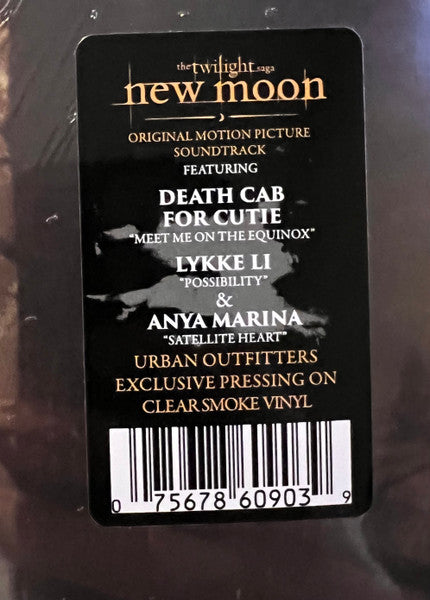 the twilight saga
new moon
ORIGINAL MOTION PICTURE
SOUNDTRACK
FEATURING
DEATH CAB
FOR CUTIE
"MEET ME ON THE EQUINOX"
LYKKE LI
"POSSIBILITY"
&
ANYA MARINA
"SATELLITE HEART"
URBAN OUTFITTERS
EXCLUSIVE PRESSING ON
CLEAR SMOKE VINYL
0 75678 60903 9